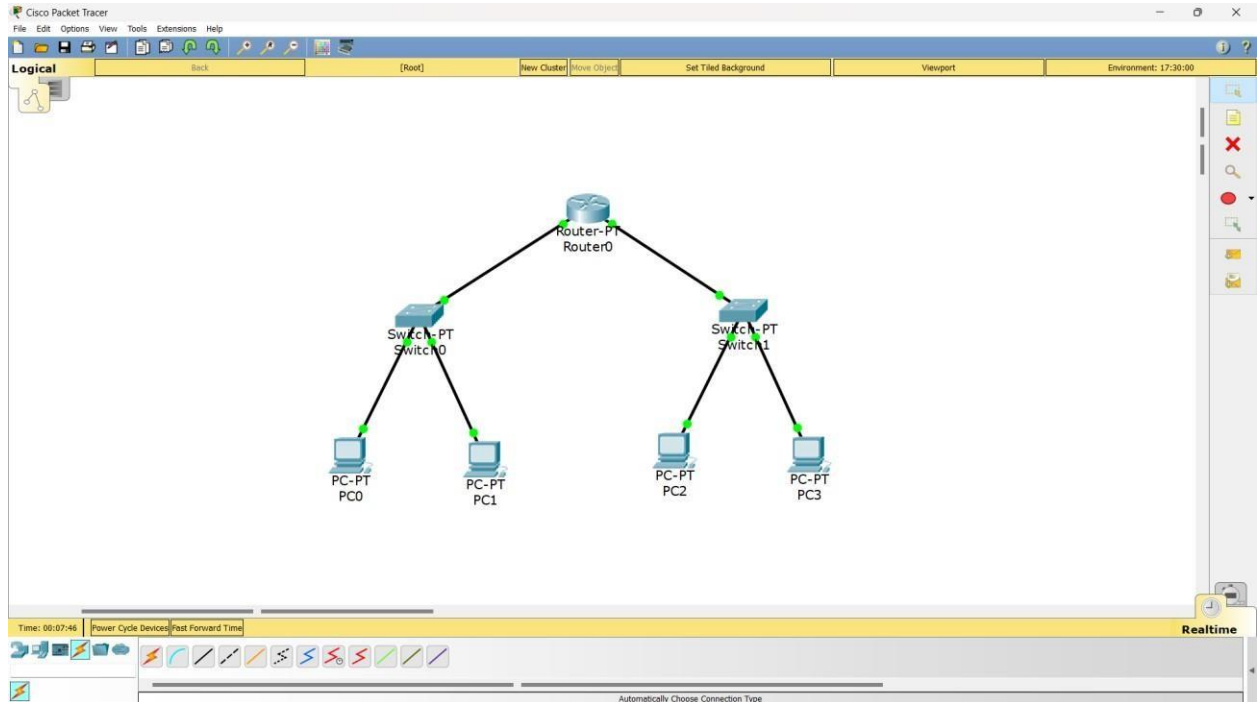 Cisco Packet Tracer
File Edit Options View Tools Extensions Help
Logical Back [Root] New Cluster Move Object Set Tiled Background Viewport Environment: 17:30:00
Router-PT
Router0
Switch-PT
Switch0
Switch-PT
Switch1
PC-PT
PC0
PC-PT
PC1
PC-PT
PC2
PC-PT
PC3
Time: 00:07:46 Power Cycle Devices Fast Forward Time Realtime
Automatically Choose Connection Type